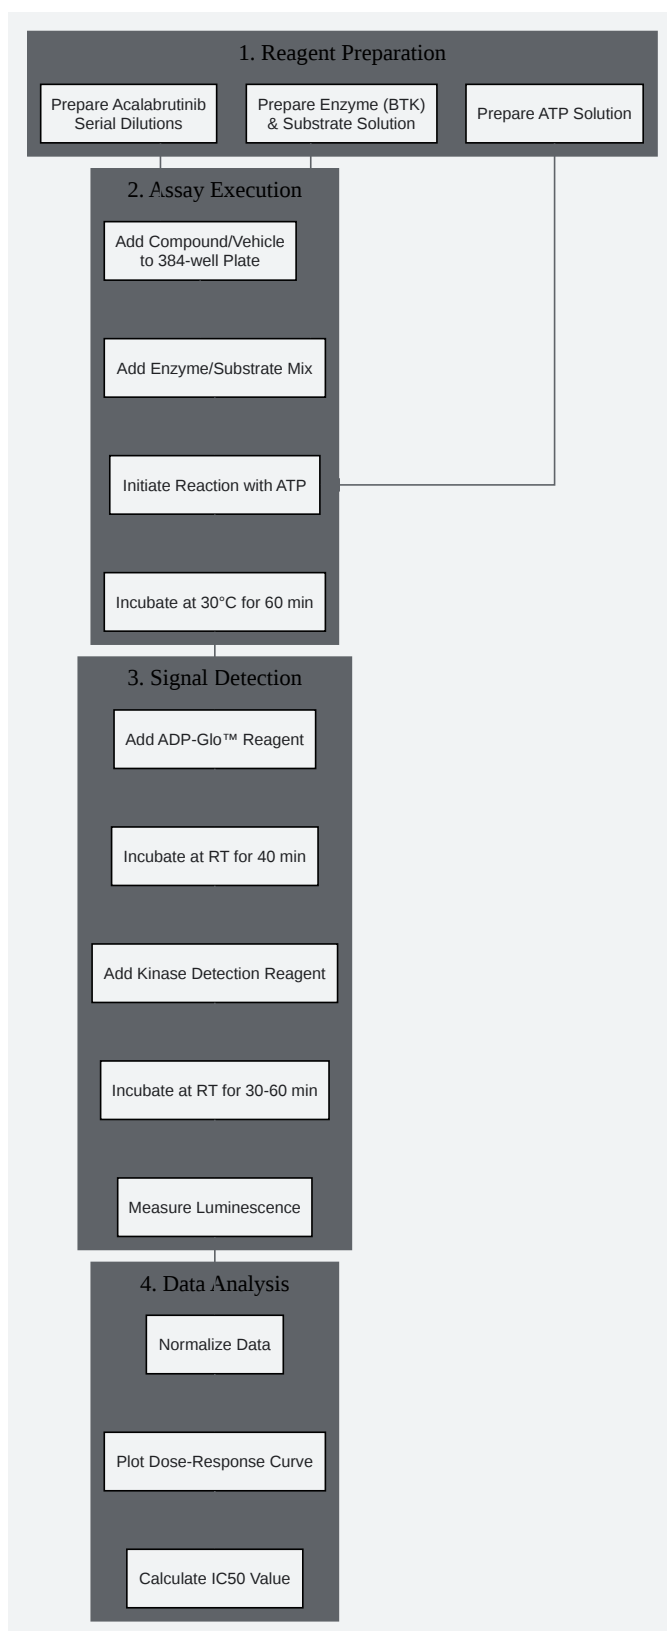 1. Reagent Preparation
Prepare Acalabrutinib
Serial Dilutions
Prepare Enzyme (BTK)
& Substrate Solution
Prepare ATP Solution
2. Assay Execution
Add Compound/Vehicle
to 384-well Plate
Add Enzyme/Substrate Mix
Initiate Reaction with ATP
Incubate at 30°C for 60 min
3. Signal Detection
Add ADP-Glo™ Reagent
Incubate at RT for 40 min
Add Kinase Detection Reagent
Incubate at RT for 30-60 min
Measure Luminescence
4. Data Analysis
Normalize Data
Plot Dose-Response Curve
Calculate IC50 Value